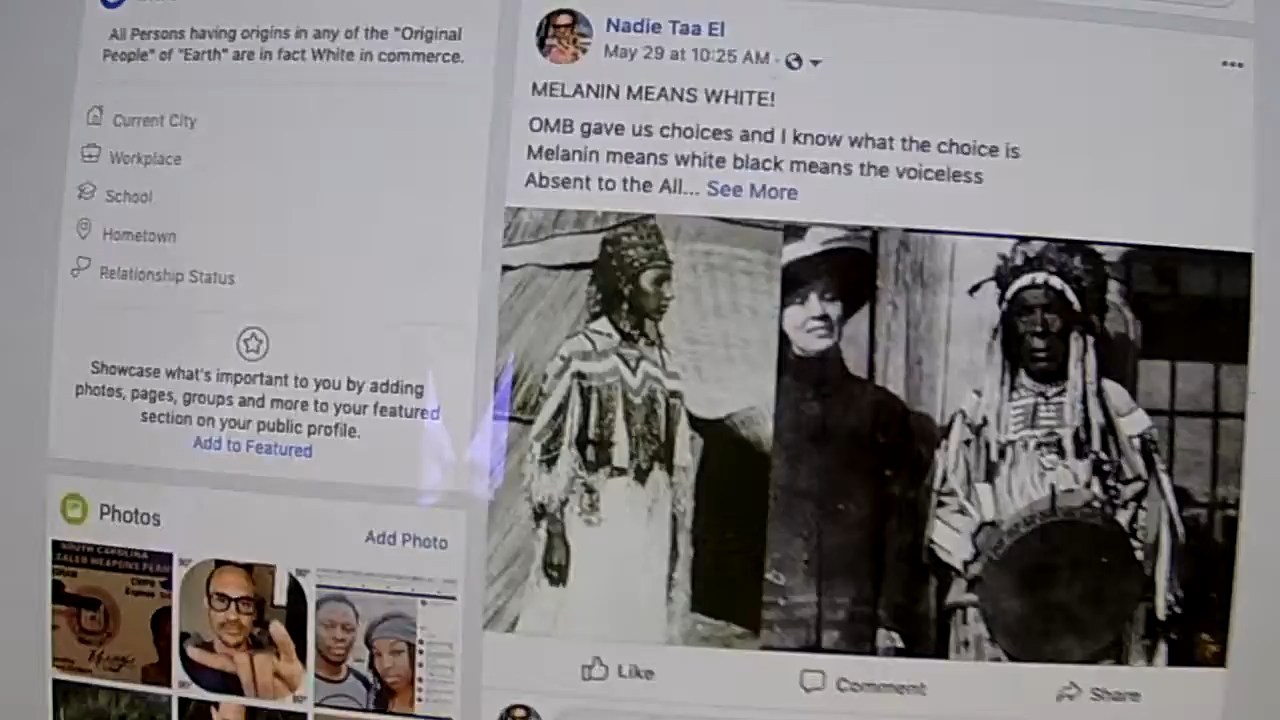 All Persons having origins in any of the "Original
People" of "Earth" are in fact White in commerce.
Current City
Workplace
School
Hometown
Relationship Status
Showcase what's important to you by adding
photos, pages, groups and more to your featured
section on your public profile.
Add to Featured
Photos
Add Photo
SOUTH CAROLINA
Nadie Taa El
May 29 at 10:25 AM ·
MELANIN MEANS WHITE!
OMB gave us choices and I know what the choice is
Melanin means white black means the voiceless
Absent to the All... See More
Like
Comment
Share